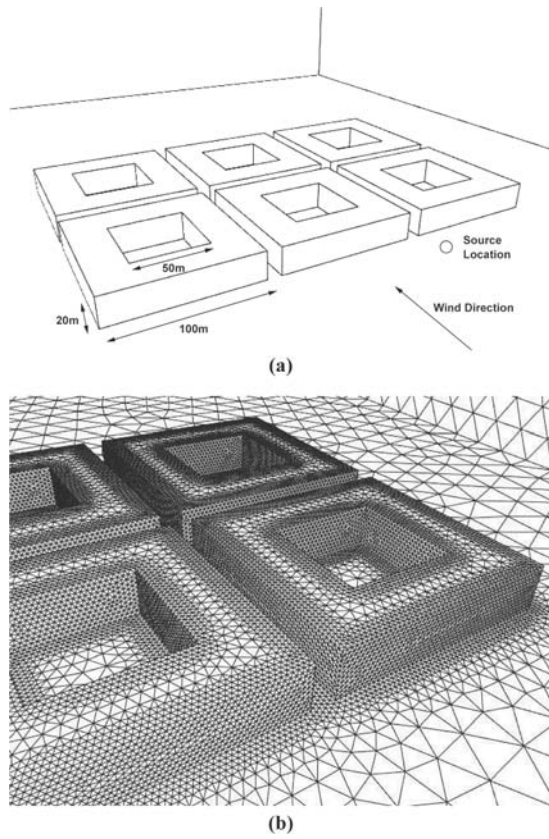 Source
Location
50m
Wind Direction
20m
100m
(a)
(b)